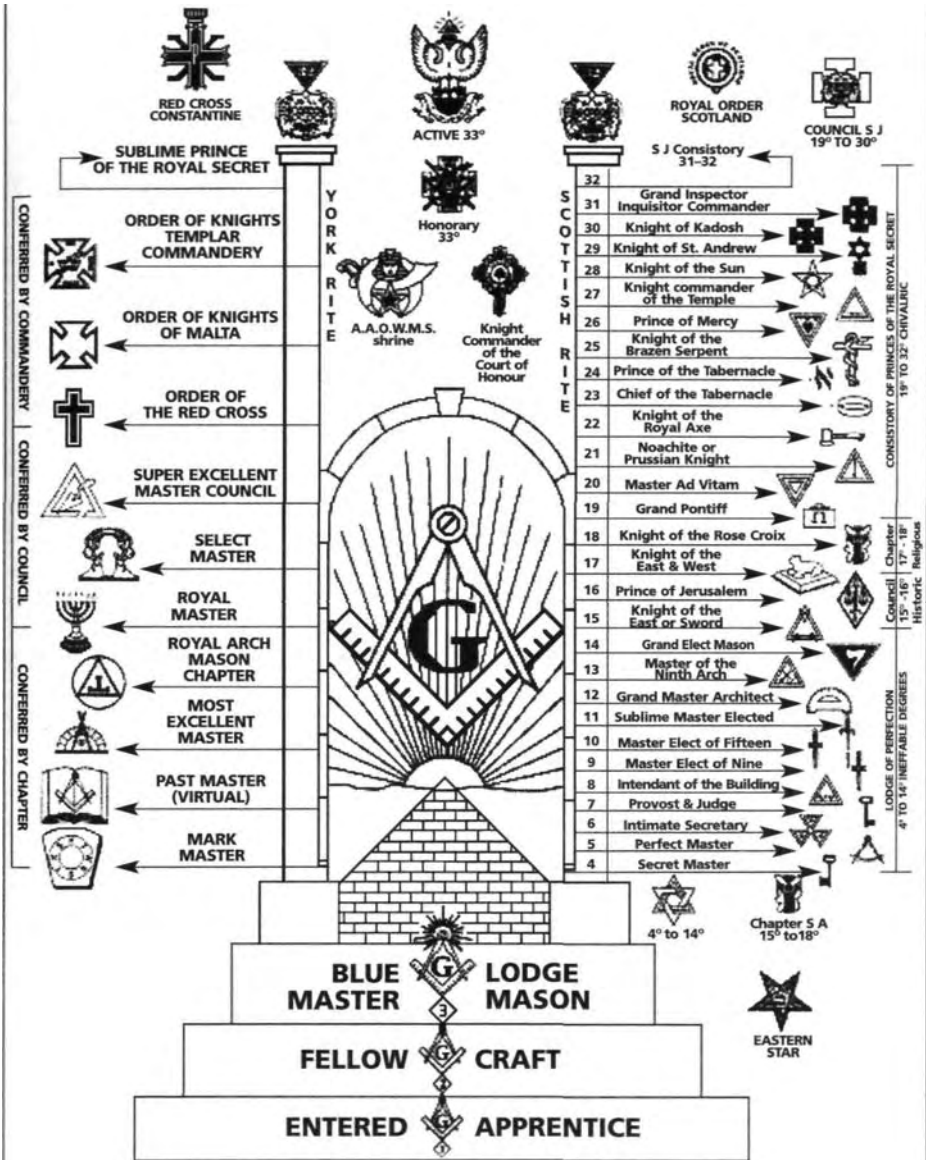 RED CROSS
CONSTANTINE
ACTIVE 33°
ROYAL ORDER
SCOTLAND
COUNCIL S J
19° TO 30°
SUBLIME PRINCE
OF THE ROYAL SECRET
S J Consistory
31–32
Honorary
33°
A.A.O.W.M.S.
shrine
Knight
Commander
of the
Court of
Honour
YORK RITE
SCOTTISH RITE
CONFERRED BY COMMANDERY
ORDER OF KNIGHTS
TEMPLAR
COMMANDERY
ORDER OF KNIGHTS
OF MALTA
ORDER OF
THE RED CROSS
CONFERRED BY COUNCIL
SUPER EXCELLENT
MASTER COUNCIL
SELECT
MASTER
ROYAL
MASTER
CONFERRED BY CHAPTER
ROYAL ARCH
MASON
CHAPTER
MOST
EXCELLENT
MASTER
PAST MASTER
(VIRTUAL)
MARK
MASTER
G
32
31 Grand Inspector
Inquisitor Commander
30 Knight of Kadosh
29 Knight of St. Andrew
28 Knight of the Sun
27 Knight commander
of the Temple
26 Prince of Mercy
25 Knight of the
Brazen Serpent
24 Prince of the Tabernacle
23 Chief of the Tabernacle
22 Knight of the
Royal Axe
21 Noachite or
Prussian Knight
20 Master Ad Vitam
19 Grand Pontiff
18 Knight of the Rose Croix
17 Knight of the
East & West
16 Prince of Jerusalem
15 Knight of the
East or Sword
14 Grand Elect Mason
13 Master of the
Ninth Arch
12 Grand Master Architect
11 Sublime Master Elected
10 Master Elect of Fifteen
9 Master Elect of Nine
8 Intendant of the Building
7 Provost & Judge
6 Intimate Secretary
5 Perfect Master
4 Secret Master
CONSISTORY OF PRINCES OF THE ROYAL SECRET
19° TO 32° CHIVALRIC
Chapter
17° - 18°
Religious
Council
15° -16°
Historic
LODGE OF PERFECTION
4° TO 14° INEFFABLE DEGREES
4° to 14°
Chapter S A
15° to18°
EASTERN
STAR
BLUE G LODGE
MASTER 3 MASON
FELLOW G CRAFT
2
ENTERED G APPRENTICE
1